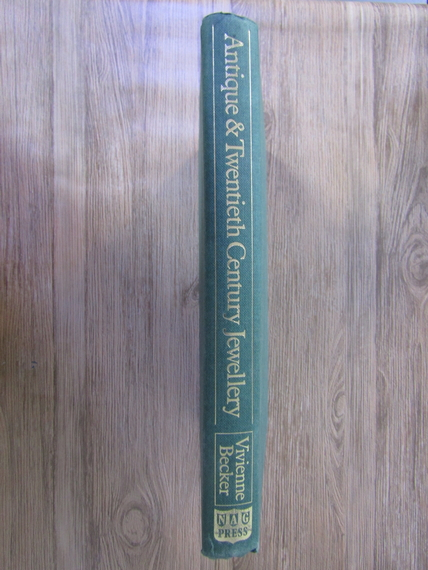 Antique & Twentieth Century Jewellery
Vivienne
Becker
NAG
PRESS